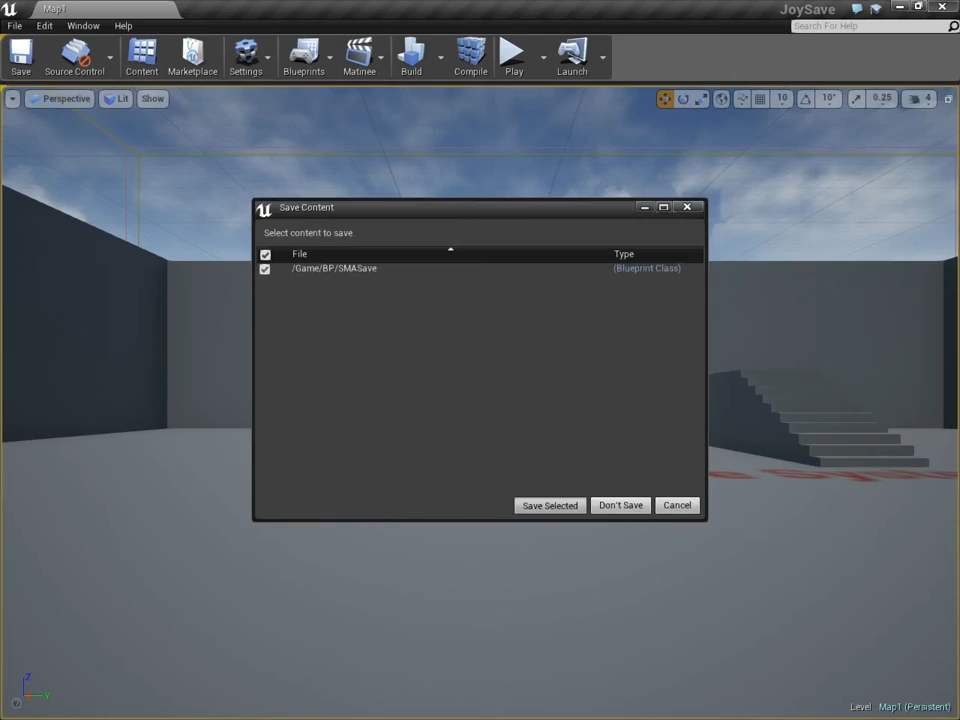 Map1
JoySave
File Edit Window Help
Search For Help
Save Source Control Content Marketplace Settings Blueprints Matinee Build Compile Play Launch
Perspective Lit Show
10 10° 0.25 4
Save Content
Select content to save
File Type
/Game/BP/SMASave (Blueprint Class)
Save Selected Don't Save Cancel
Z
Y
Level Map1 (Persistent)